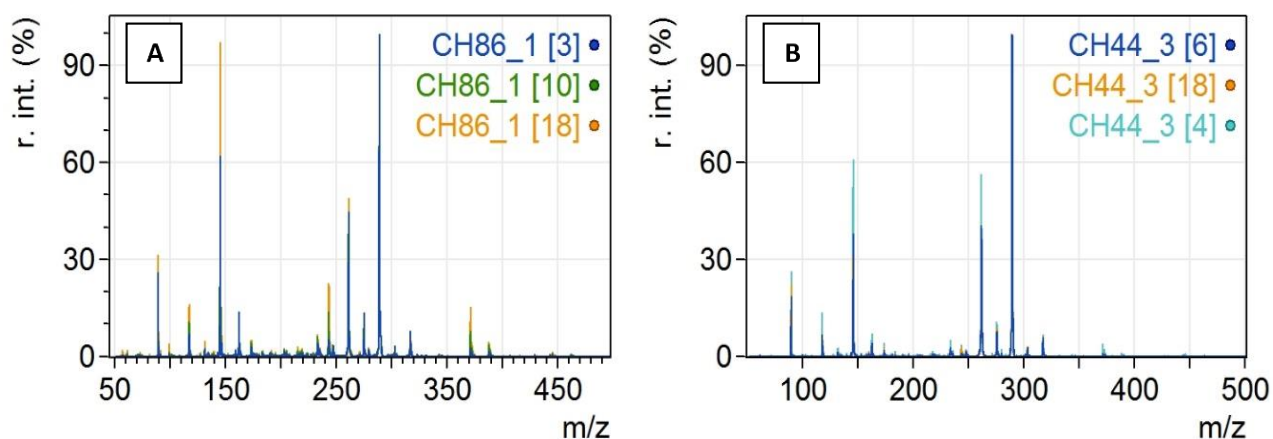 A
r. int. (%)
90
60
30
0
CH86_1 [3]
CH86_1 [10]
CH86_1 [18]
50
150
250
350
450
m/z
B
r. int. (%)
90
60
30
0
CH44_3 [6]
CH44_3 [18]
CH44_3 [4]
100
200
300
400
500
m/z